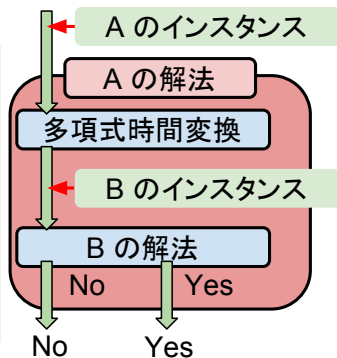 A のインスタンス
A の解法
多項式時間変換
B のインスタンス
B の解法
No Yes
No Yes